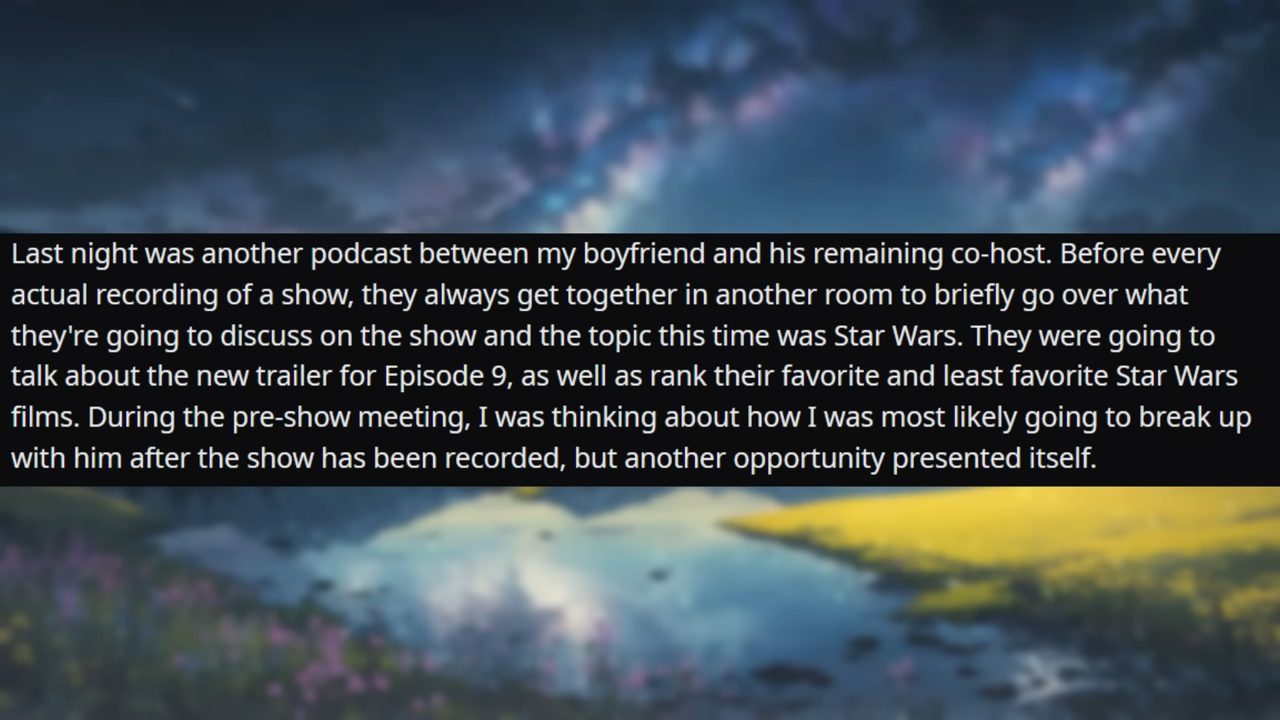 Last night was another podcast between my boyfriend and his remaining co-host. Before every
actual recording of a show, they always get together in another room to briefly go over what
they're going to discuss on the show and the topic this time was Star Wars. They were going to
talk about the new trailer for Episode 9, as well as rank their favorite and least favorite Star Wars
films. During the pre-show meeting, I was thinking about how I was most likely going to break up
with him after the show has been recorded, but another opportunity presented itself.